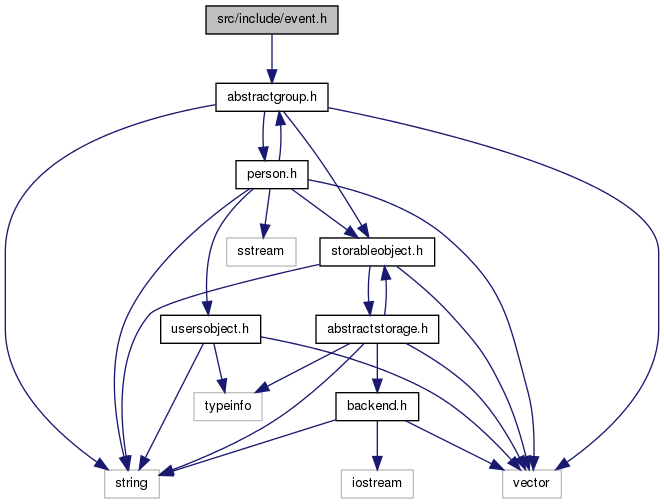 src/include/event.h
abstractgroup.h
person.h
sstream
storableobject.h
usersobject.h
abstractstorage.h
typeinfo
backend.h
string
iostream
vector